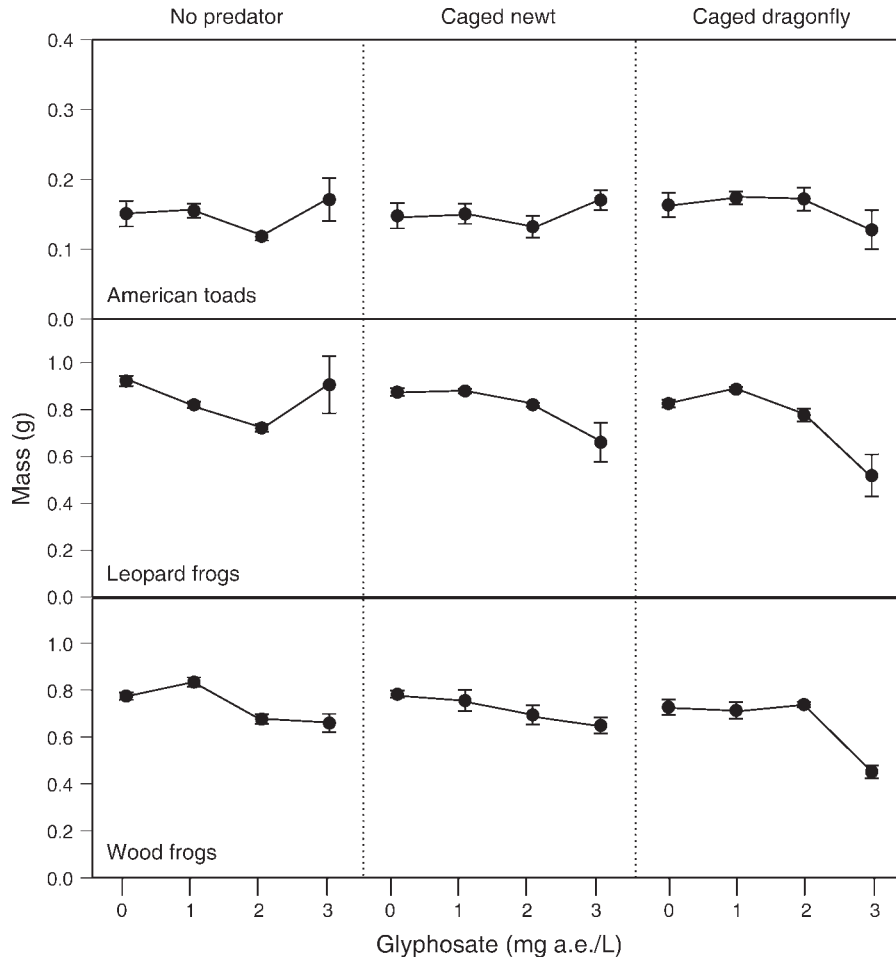 No predator Caged newt Caged dragonfly
0.4
0.3
0.2
0.1
American toads
0.0
1.0
0.8
0.6
0.4
0.2
Leopard frogs
0.0
1.0
0.8
0.6
0.4
0.2
Wood frogs
0.0
Mass (g)
0 1 2 3 0 1 2 3 0 1 2 3
Glyphosate (mg a.e./L)